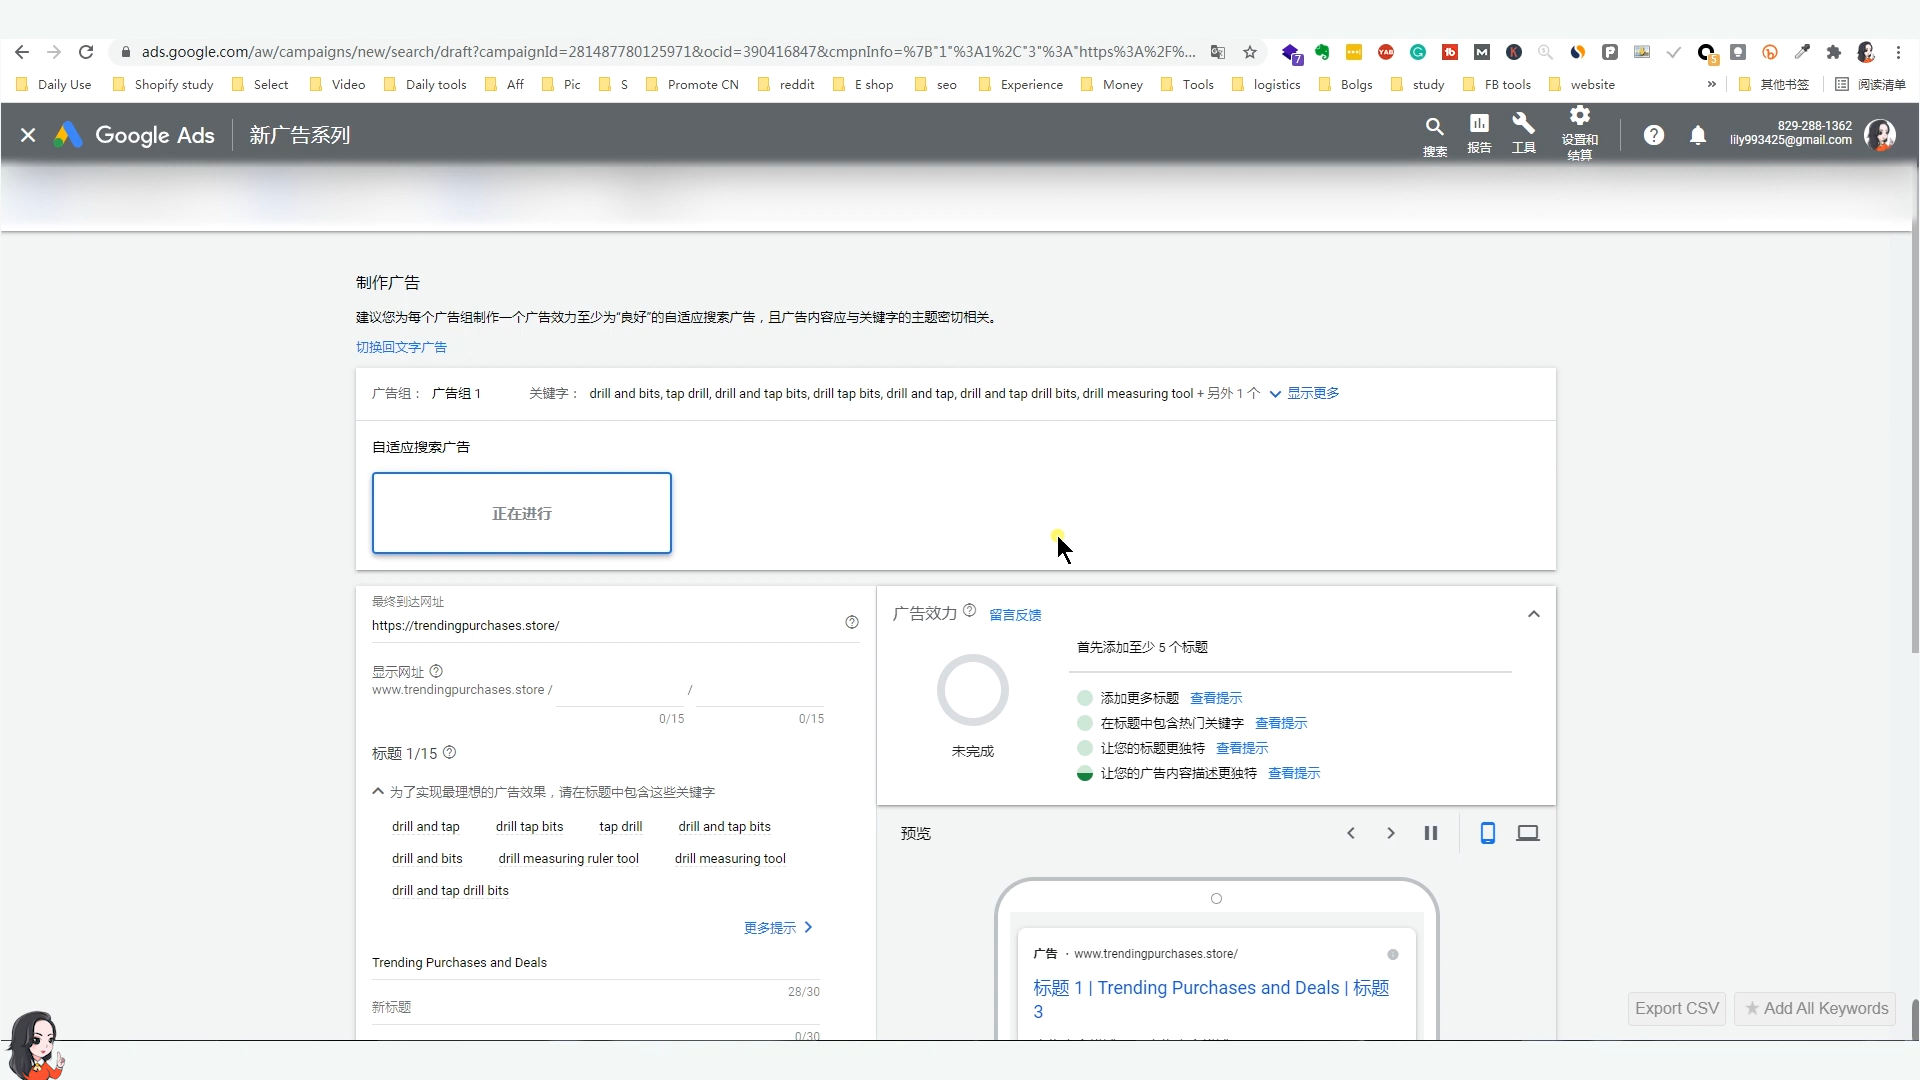 ads.google.com/aw/campaigns/new/search/draft?campaignId=281487780125971&ocid=390416847&cmpnInfo=%7B"1"%3A1%2C"3"%3A"https%3A%2F%...
Daily Use Shopify study Select Video Daily tools Aff Pic S Promote CN reddit E shop seo Experience Money Tools logistics Bolgs study FB tools website » 其他书签 阅读清单
Google Ads 新广告系列
搜索 报告 工具 设置和结算
829-288-1362
lily993425@gmail.com
制作广告
建议您为每个广告组制作一个广告效力至少为“良好”的自适应搜索广告，且广告内容应与关键字的主题密切相关。
切换回文字广告
广告组： 广告组 1 关键字： drill and bits, tap drill, drill and tap bits, drill tap bits, drill and tap, drill and tap drill bits, drill measuring tool + 另外 1 个 显示更多
自适应搜索广告
正在进行
最终到达网址
https://trendingpurchases.store/
显示网址
www.trendingpurchases.store / /
0/15 0/15
标题 1/15
为了实现最理想的广告效果，请在标题中包含这些关键字
drill and tap drill tap bits tap drill drill and tap bits
drill and bits drill measuring ruler tool drill measuring tool
drill and tap drill bits
更多提示
Trending Purchases and Deals
28/30
新标题
0/30
广告效力 留言反馈
首先添加至少 5 个标题
未完成
添加更多标题 查看提示
在标题中包含热门关键字 查看提示
让您的标题更独特 查看提示
让您的广告内容描述更独特 查看提示
预览
广告 · www.trendingpurchases.store/
标题 1 | Trending Purchases and Deals | 标题
3
Export CSV ★ Add All Keywords